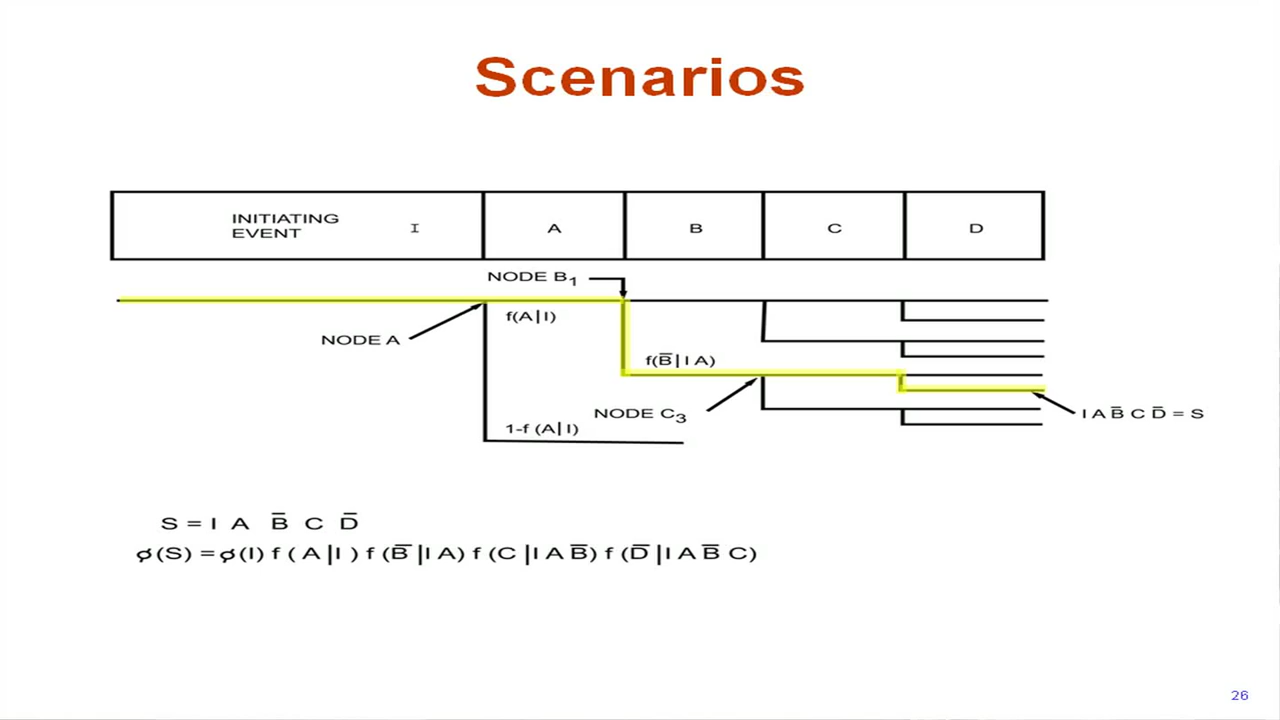 Scenarios
INITIATING
EVENT I A B C D
NODE B₁
f(A|I)
NODE A
f(B̅|I A)
NODE C₃
I A B̅ C D̅ = S
1-f (A|I)
S = I A B̅ C D̅
ϕ(S) = ϕ(I) f ( A|I ) f (B̅|I A) f (C|I A B̅) f (D̅|I A B̅ C)
26